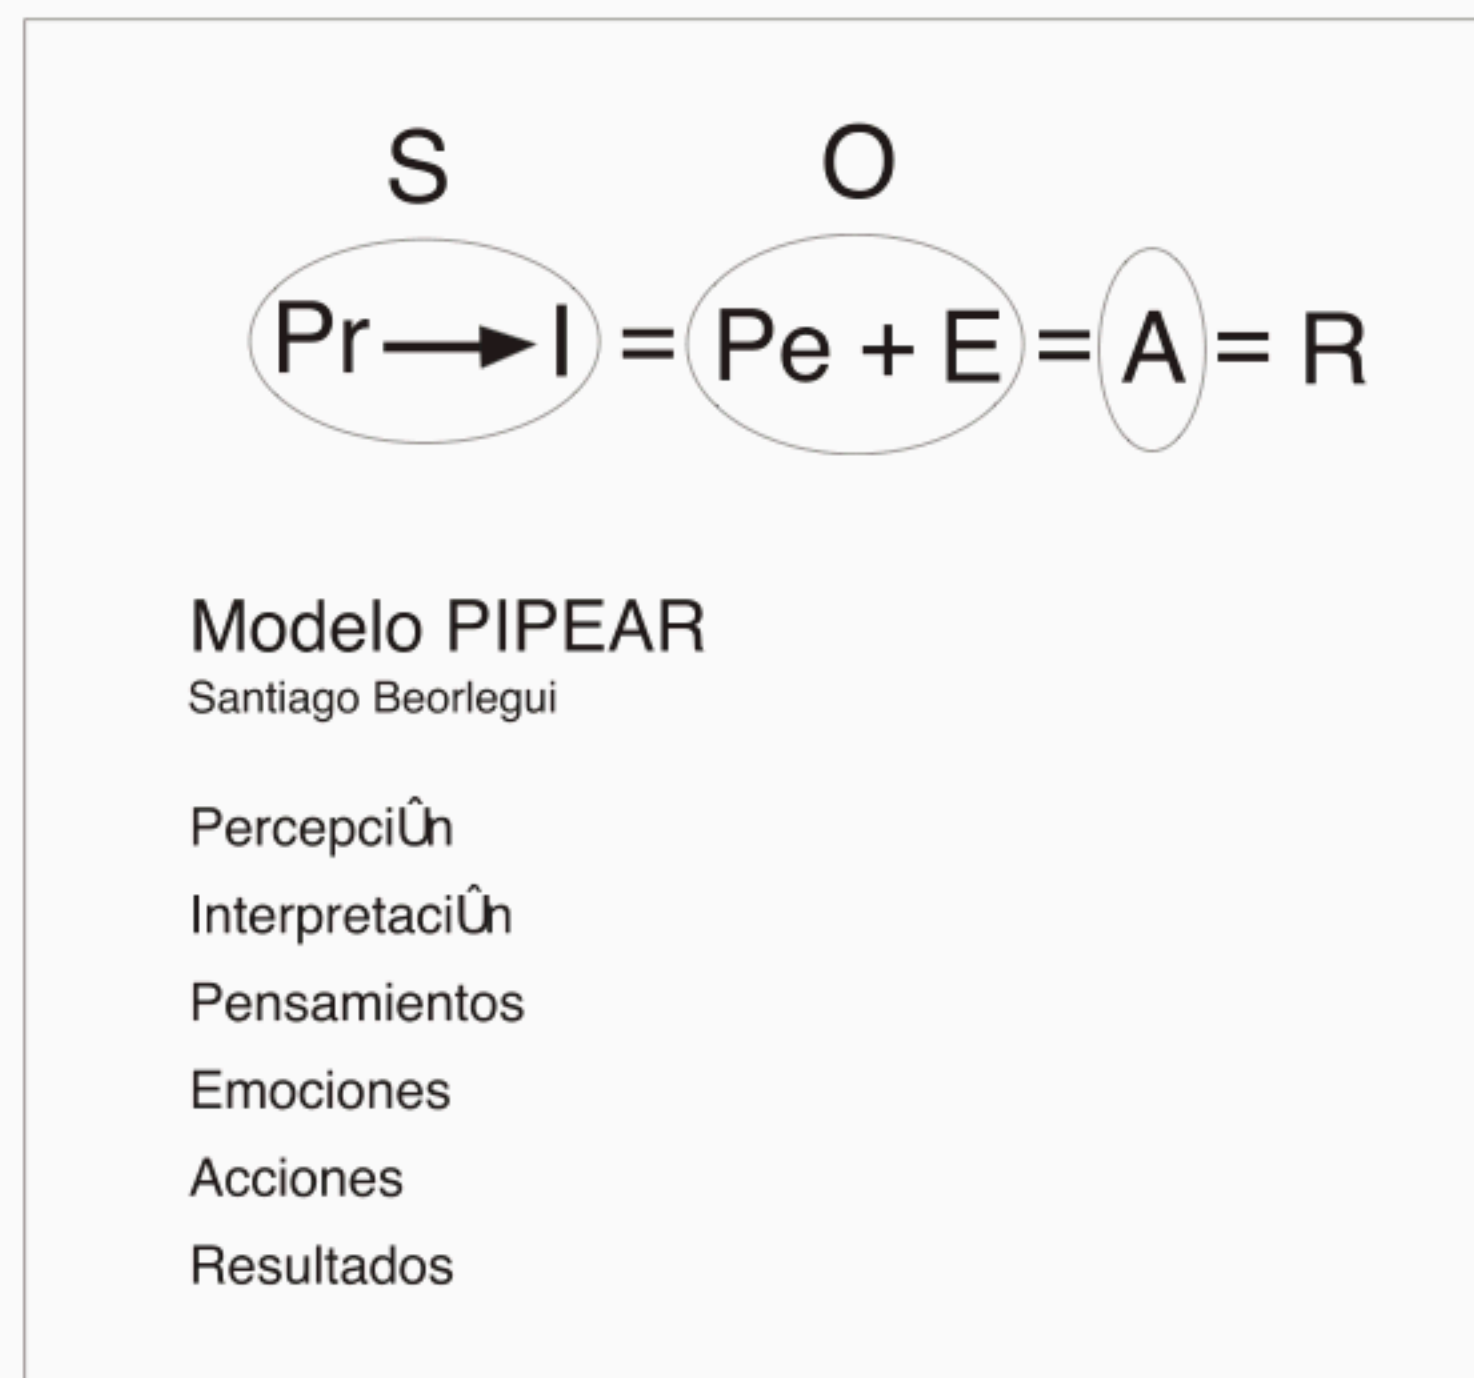 S O
Pr → I = Pe + E = A = R
Modelo PIPEAR
Santiago Beorlegui
PercepciÛn
InterpretaciÛn
Pensamientos
Emociones
Acciones
Resultados